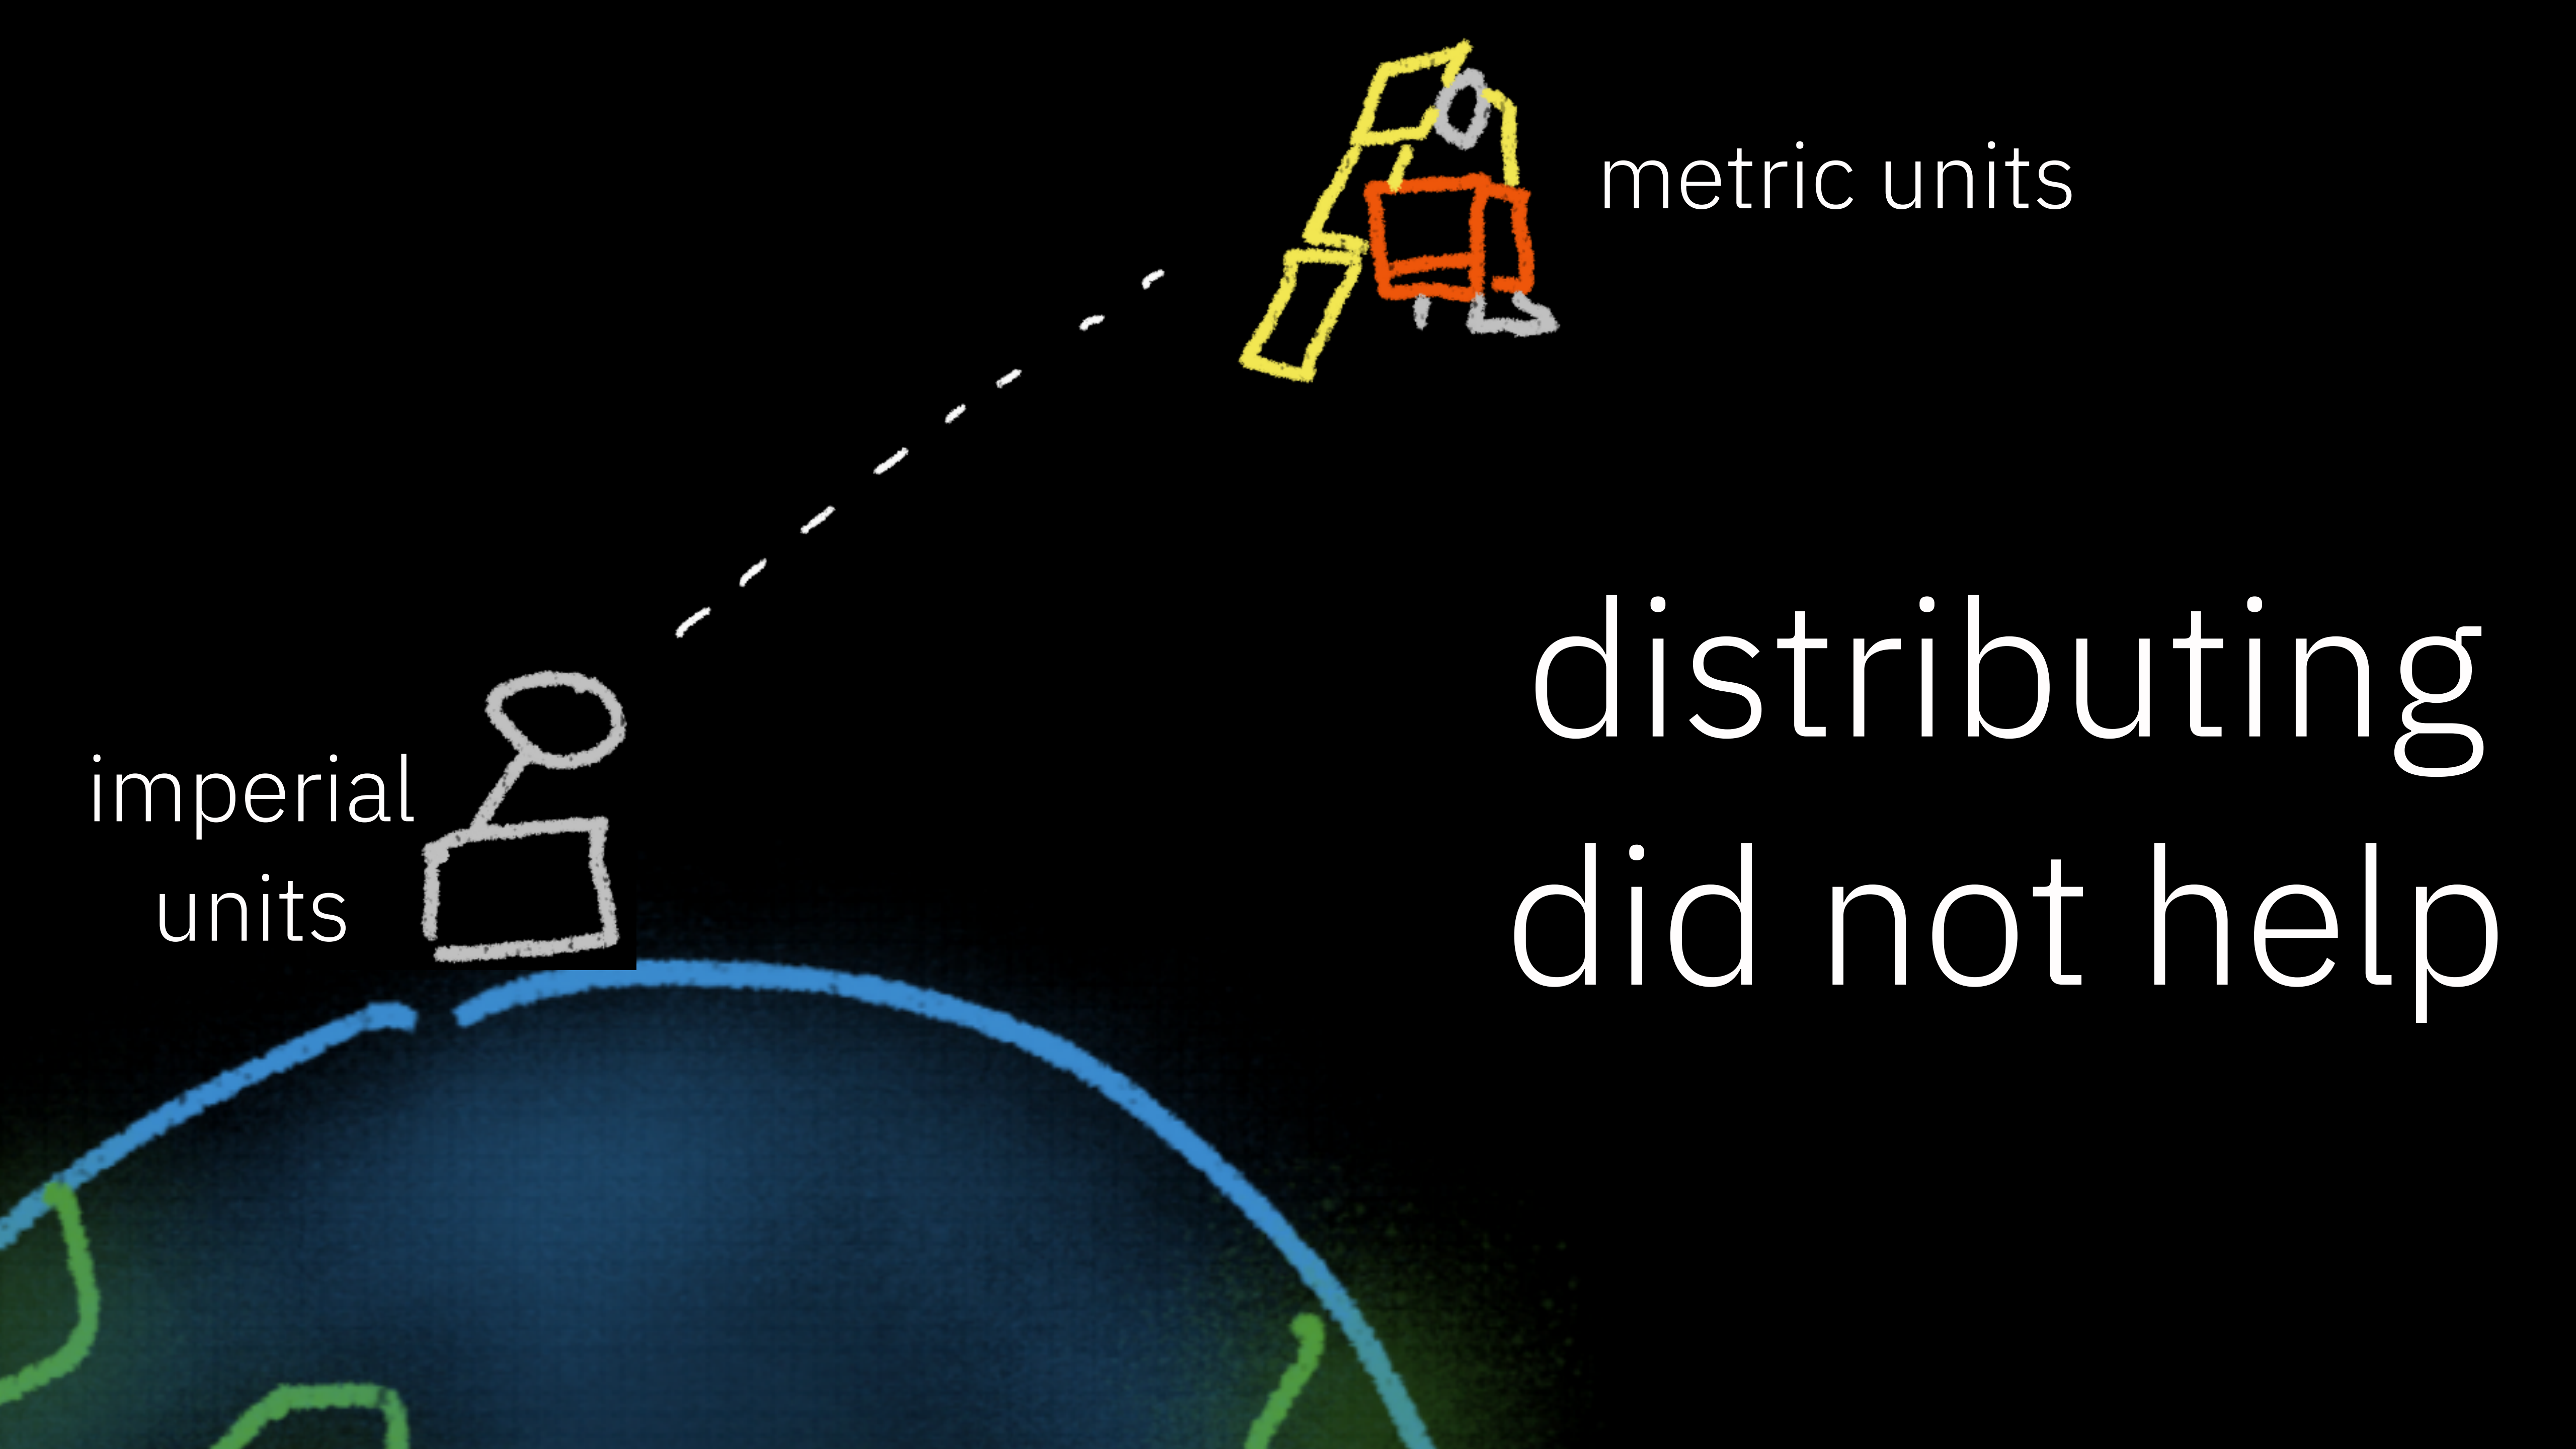 metric units
imperial
units
distributing
did not help